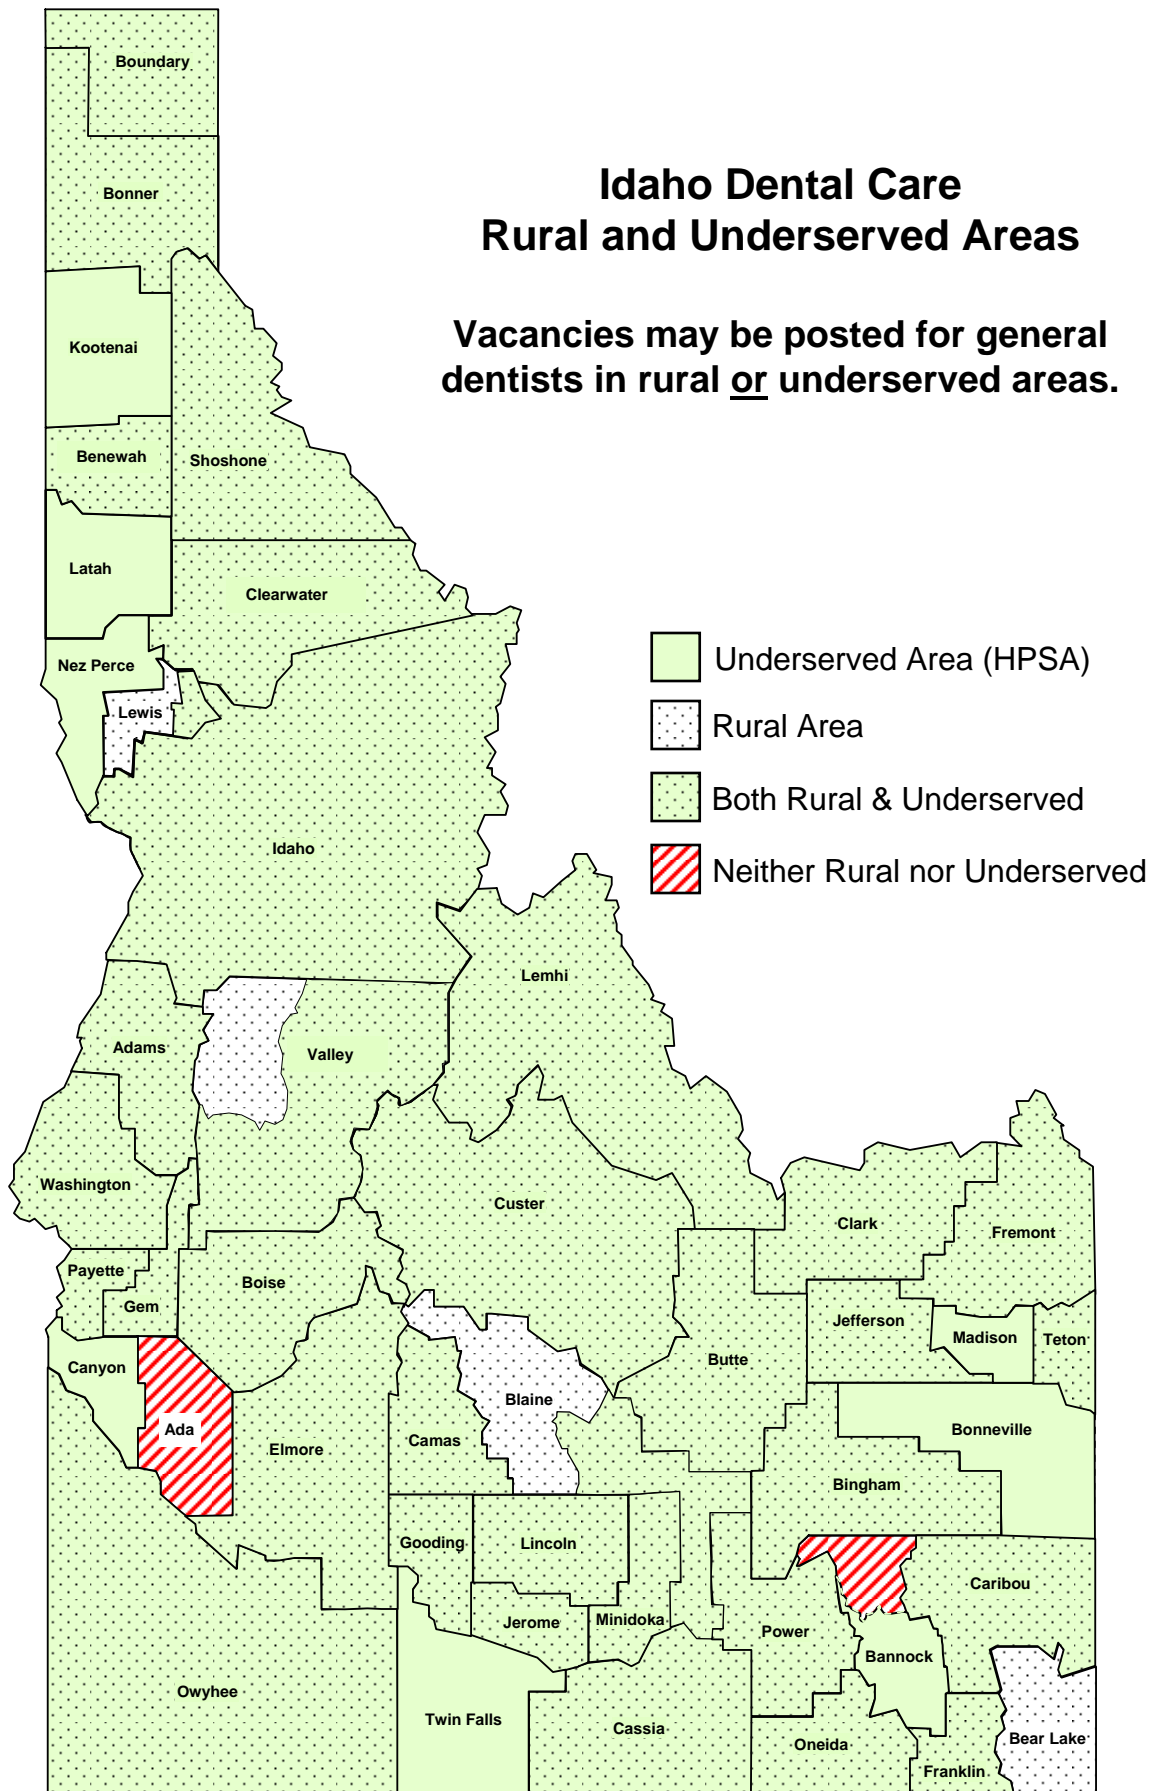 Boundary
Bonner
Idaho Dental Care
Rural and Underserved Areas
Vacancies may be posted for general
dentists in rural or underserved areas.
Kootenai
Benewah
Shoshone
Latah
Clearwater
Nez Perce
Lewis
Underserved Area (HPSA)
Rural Area
Both Rural & Underserved
Neither Rural nor Underserved
Idaho
Lemhi
Adams
Valley
Washington
Custer
Clark
Fremont
Payette
Boise
Gem
Jefferson
Madison
Teton
Canyon
Butte
Blaine
Ada
Bonneville
Camas
Elmore
Bingham
Gooding
Lincoln
Caribou
Jerome
Minidoka
Power
Bannock
Owyhee
Twin Falls
Cassia
Bear Lake
Oneida
Franklin